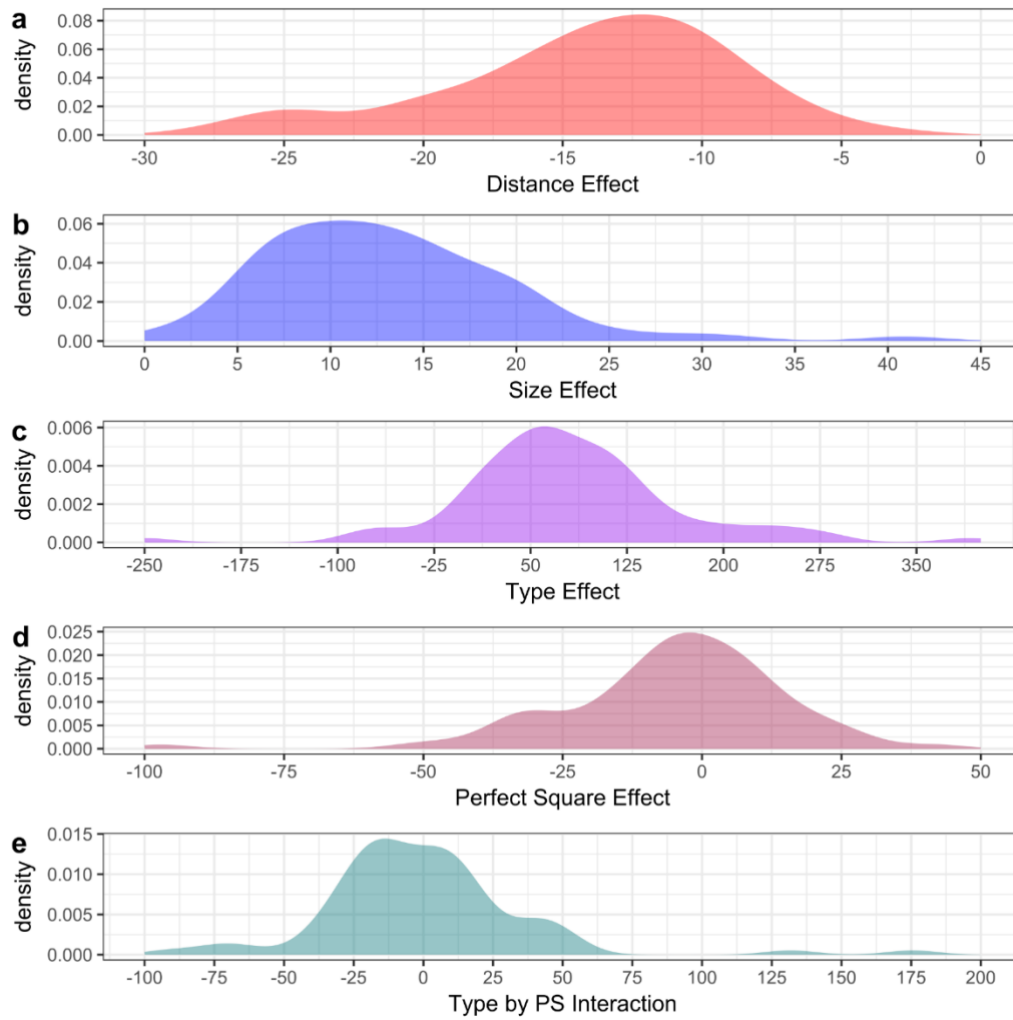 a
density
0.08
0.06
0.04
0.02
0.00
-30 -25 -20 -15 -10 -5 0
Distance Effect
b
density
0.06
0.04
0.02
0.00
0 5 10 15 20 25 30 35 40 45
Size Effect
c
density
0.006
0.004
0.002
0.000
-250 -175 -100 -25 50 125 200 275 350
Type Effect
d
density
0.025
0.020
0.015
0.010
0.005
0.000
-100 -75 -50 -25 0 25 50
Perfect Square Effect
e
density
0.015
0.010
0.005
0.000
-100 -75 -50 -25 0 25 50 75 100 125 150 175 200
Type by PS Interaction